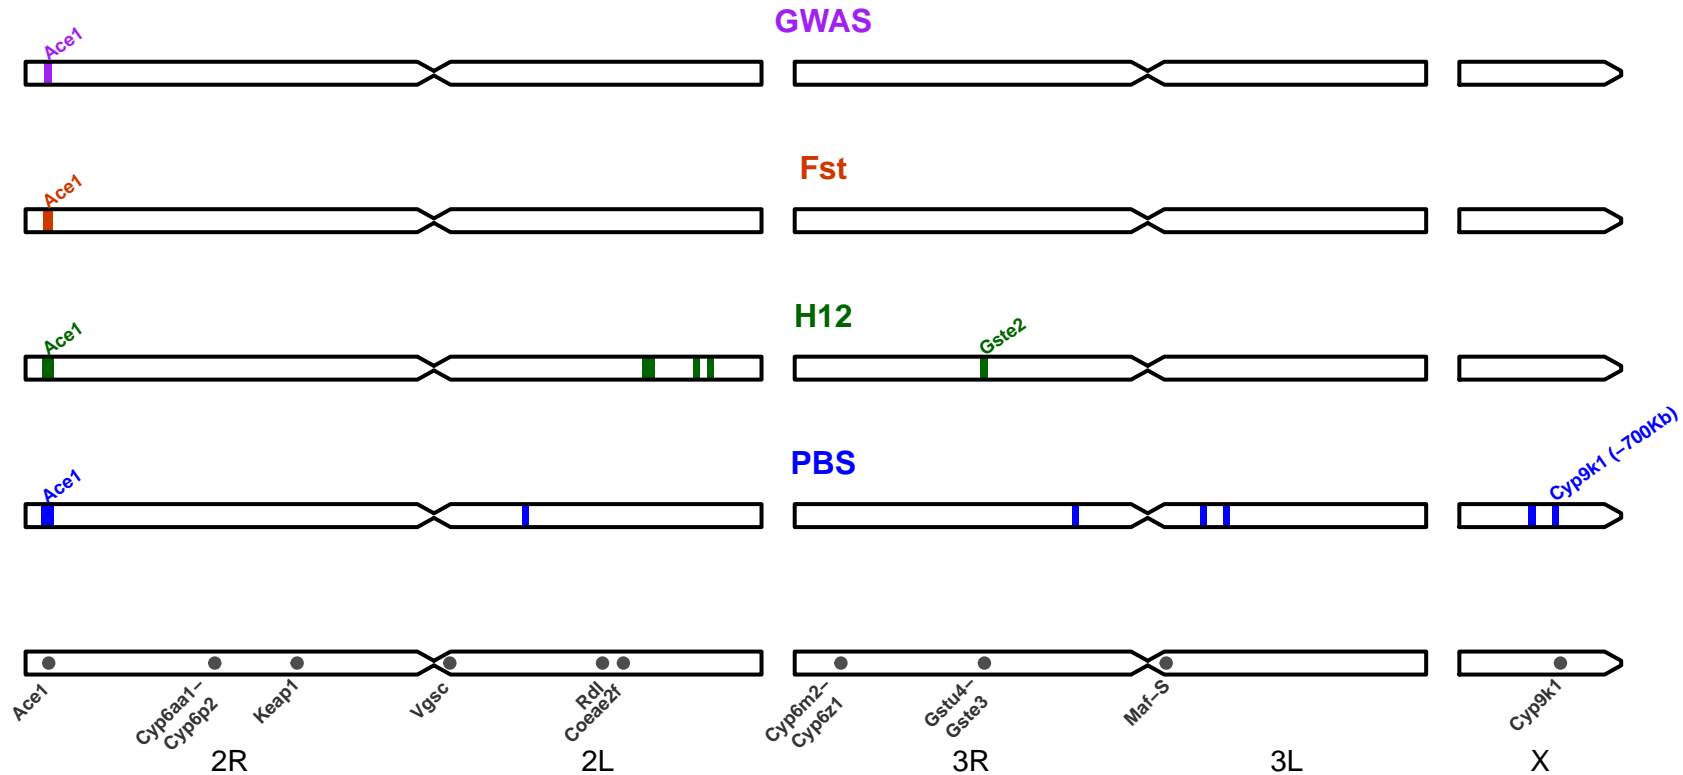 GWAS
Ace1
Fst
Ace1
H12
Ace1
Gste2
PBS
Ace1
Cyp9k1 (−700Kb)
Ace1
Cyp6aa1−
Cyp6p2
Keap1
Vgsc
Rdl
Coeae2f
Cyp6m2−
Cyp6z1
Gstu4−
Gste3
Maf−S
Cyp9k1
2R
2L
3R
3L
X